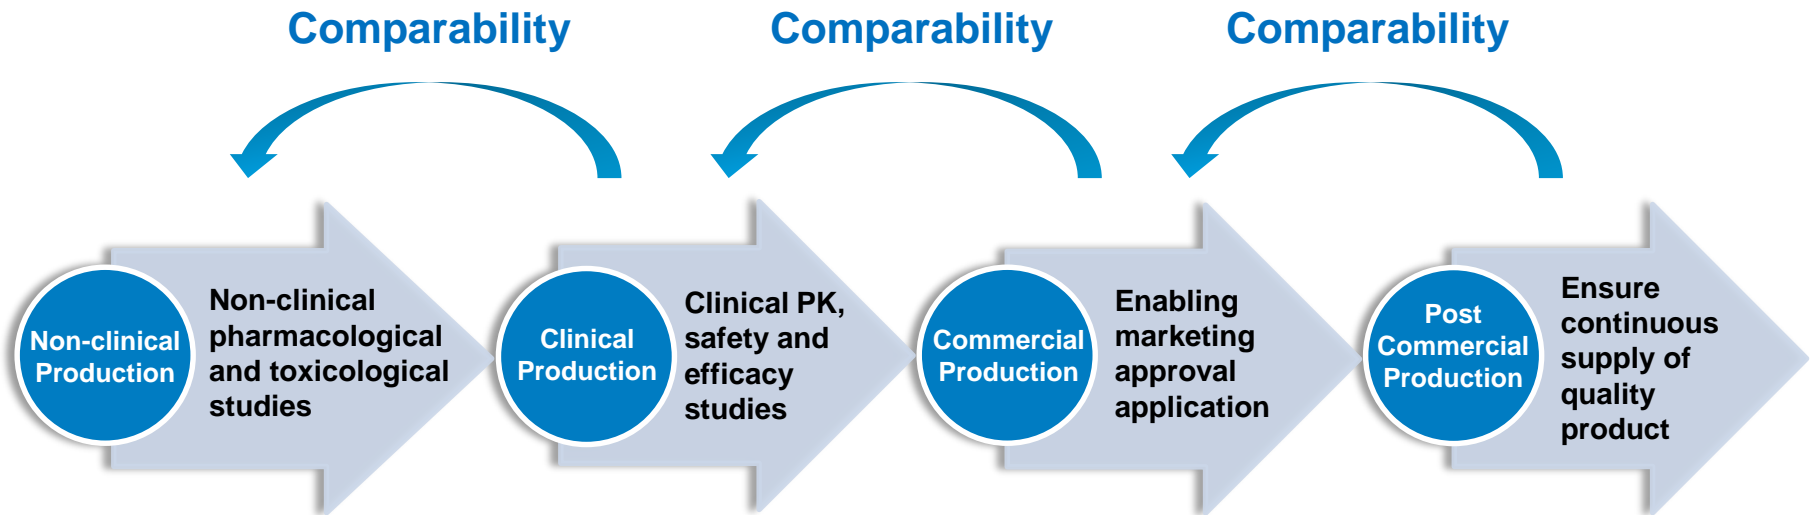 Comparability
Comparability
Comparability
Non-clinical
Production
Non-clinical
pharmacological
and toxicological
studies
Clinical
Production
Clinical PK,
safety and
efficacy
studies
Commercial
Production
Enabling
marketing
approval
application
Post
Commercial
Production
Ensure
continuous
supply of
quality
product